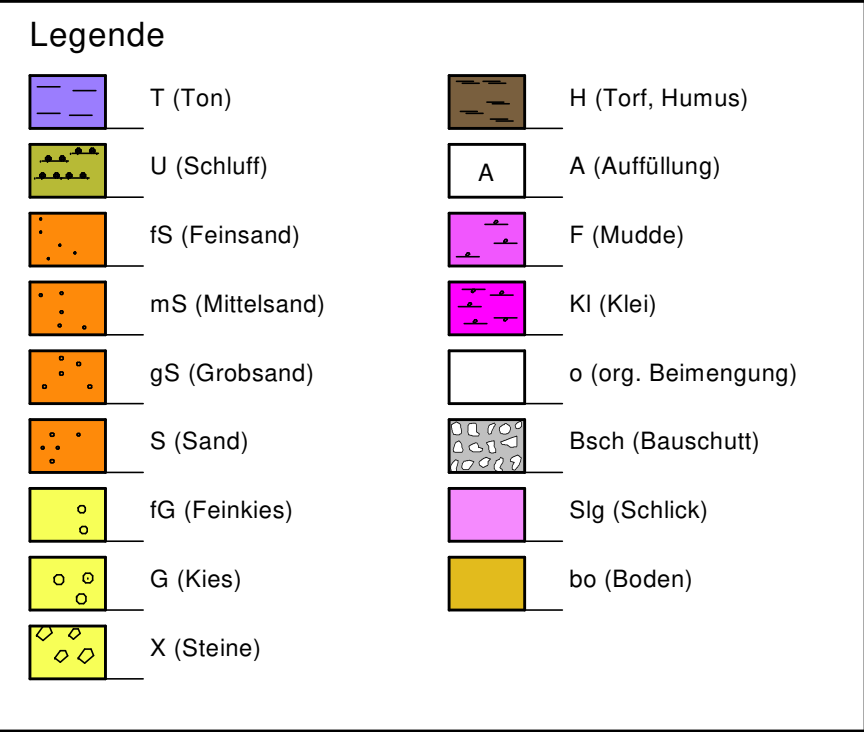 Legende
T (Ton)
U (Schluff)
fS (Feinsand)
mS (Mittelsand)
gS (Grobsand)
S (Sand)
fG (Feinkies)
G (Kies)
X (Steine)
H (Torf, Humus)
A A (Auffüllung)
F (Mudde)
Kl (Klei)
o (org. Beimengung)
Bsch (Bauschutt)
Slg (Schlick)
bo (Boden)